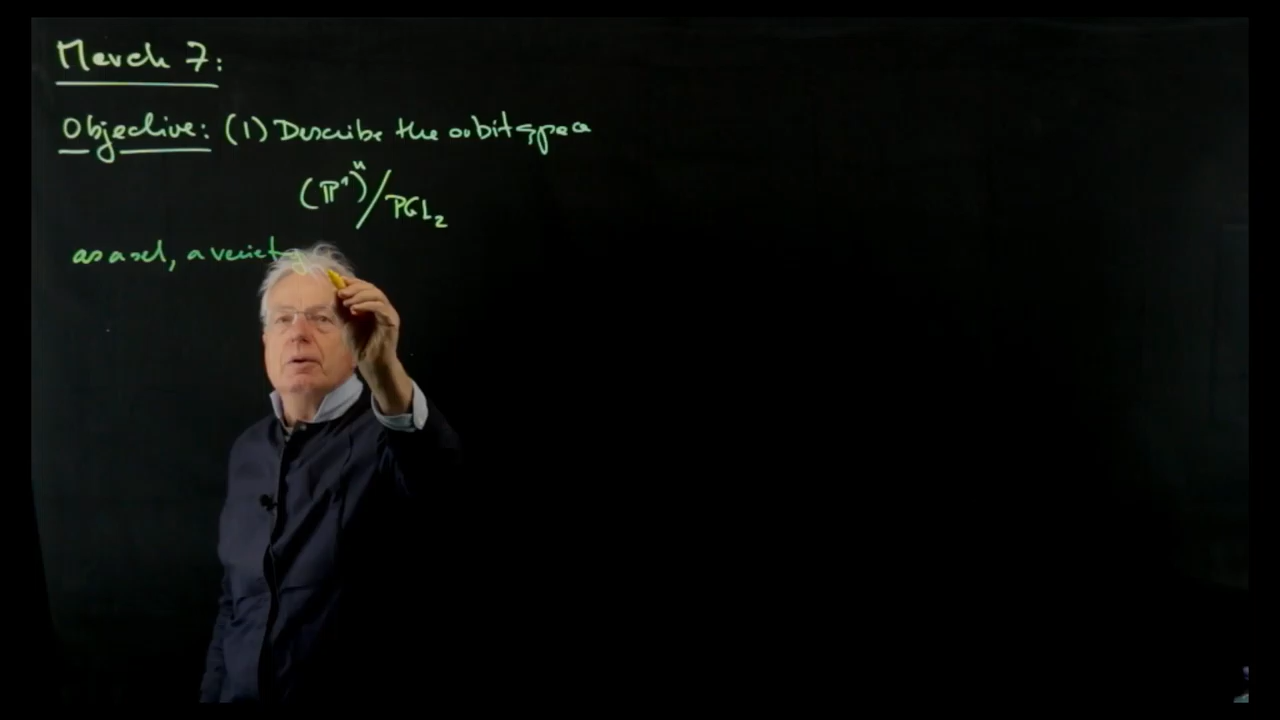 March 7:
Objective: (1) Describe the orbit space
(ℙ¹)ⁿ/PGL₂
as a set, a variety